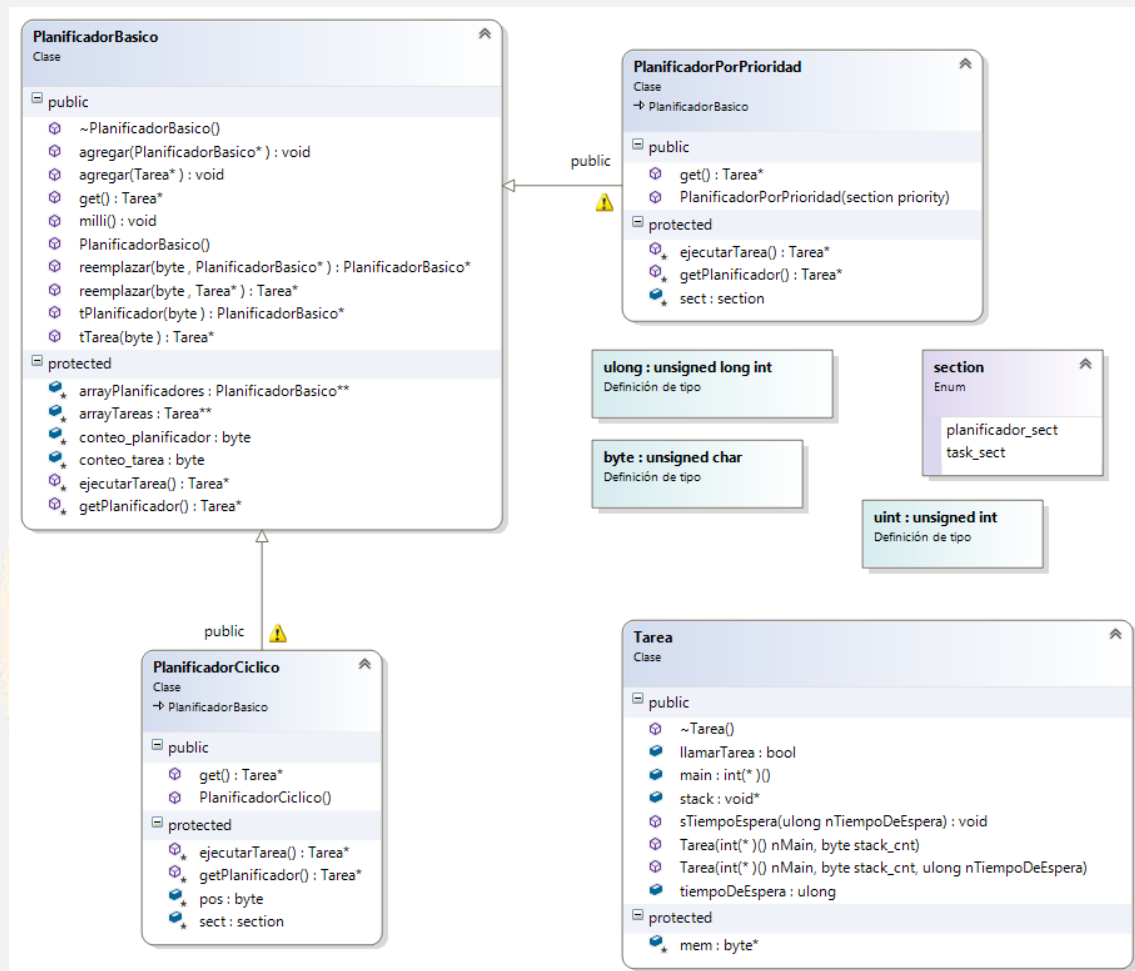 PlanificadorBasico
Clase
public
~PlanificadorBasico()
agregar(PlanificadorBasico* ) : void
agregar(Tarea* ) : void
get() : Tarea*
milli() : void
PlanificadorBasico()
reemplazar(byte , PlanificadorBasico* ) : PlanificadorBasico*
reemplazar(byte , Tarea* ) : Tarea*
tPlanificador(byte ) : PlanificadorBasico*
tTarea(byte ) : Tarea*
protected
arrayPlanificadores : PlanificadorBasico**
arrayTareas : Tarea**
conteo_planificador : byte
conteo_tarea : byte
ejecutarTarea() : Tarea*
getPlanificador() : Tarea*
public
PlanificadorPorPrioridad
Clase
PlanificadorBasico
public
get() : Tarea*
PlanificadorPorPrioridad(section priority)
protected
ejecutarTarea() : Tarea*
getPlanificador() : Tarea*
sect : section
ulong : unsigned long int
Definición de tipo
section
Enum
planificador_sect
task_sect
byte : unsigned char
Definición de tipo
uint : unsigned int
Definición de tipo
public
PlanificadorCiclico
Clase
PlanificadorBasico
public
get() : Tarea*
PlanificadorCiclico()
protected
ejecutarTarea() : Tarea*
getPlanificador() : Tarea*
pos : byte
sect : section
Tarea
Clase
public
~Tarea()
llamarTarea : bool
main : int(* )()
stack : void*
sTiempoEspera(ulong nTiempoDeEspera) : void
Tarea(int(* )() nMain, byte stack_cnt)
Tarea(int(* )() nMain, byte stack_cnt, ulong nTiempoDeEspera)
tiempoDeEspera : ulong
protected
mem : byte*